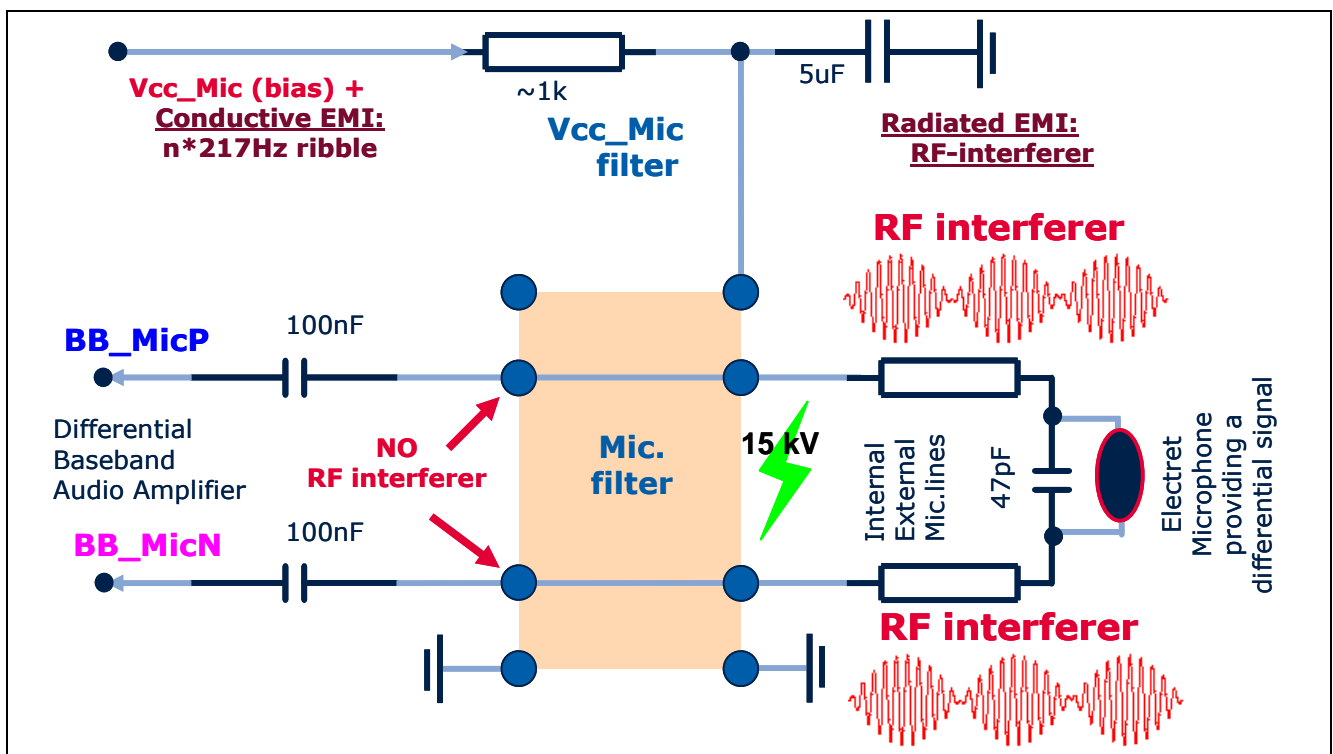 Vcc_Mic (bias) +
Conductive EMI:
n*217Hz ribble
~1k
5uF
Vcc_Mic
filter
Radiated EMI:
RF-interferer
RF interferer
BB_MicP
100nF
Differential
Baseband
Audio Amplifier
NO
RF interferer
Mic.
filter
15 kV
Internal
External
Mic.lines
47pF
Electret
Microphone
providing a
differential signal
BB_MicN
100nF
RF interferer